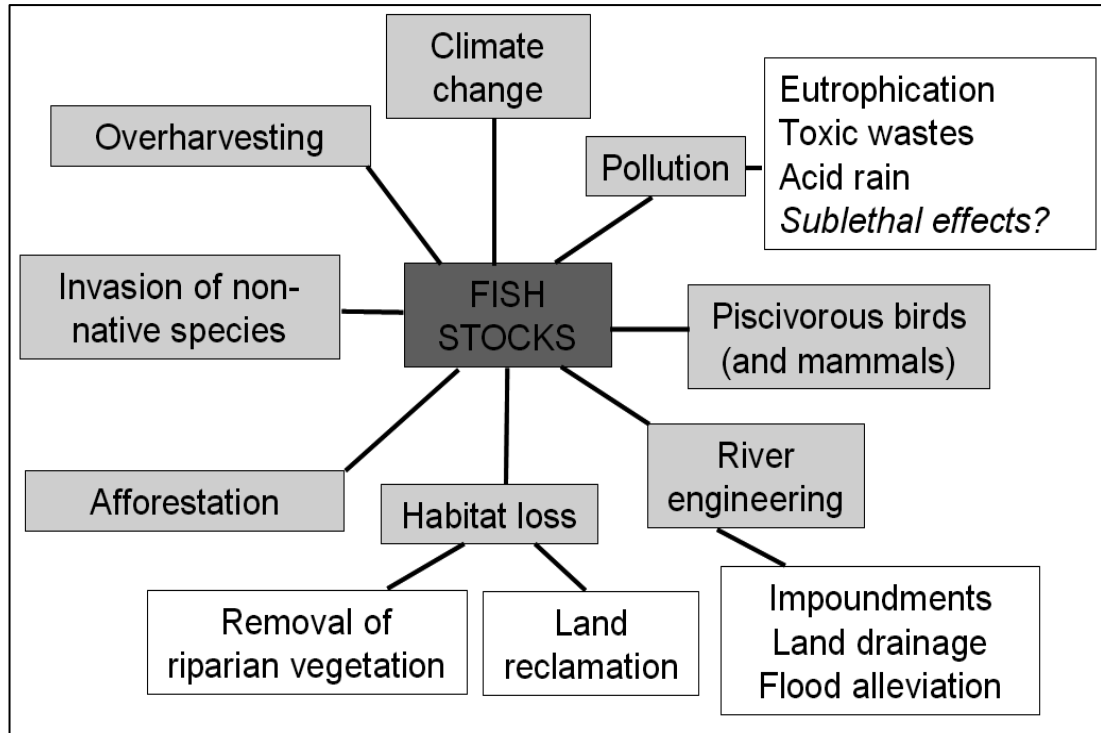 Climate
change
Overharvesting
Pollution
Eutrophication
Toxic wastes
Acid rain
Sublethal effects?
Invasion of non-
native species
FISH
STOCKS
Piscivorous birds
(and mammals)
Afforestation
Habitat loss
River
engineering
Removal of
riparian vegetation
Land
reclamation
Impoundments
Land drainage
Flood alleviation